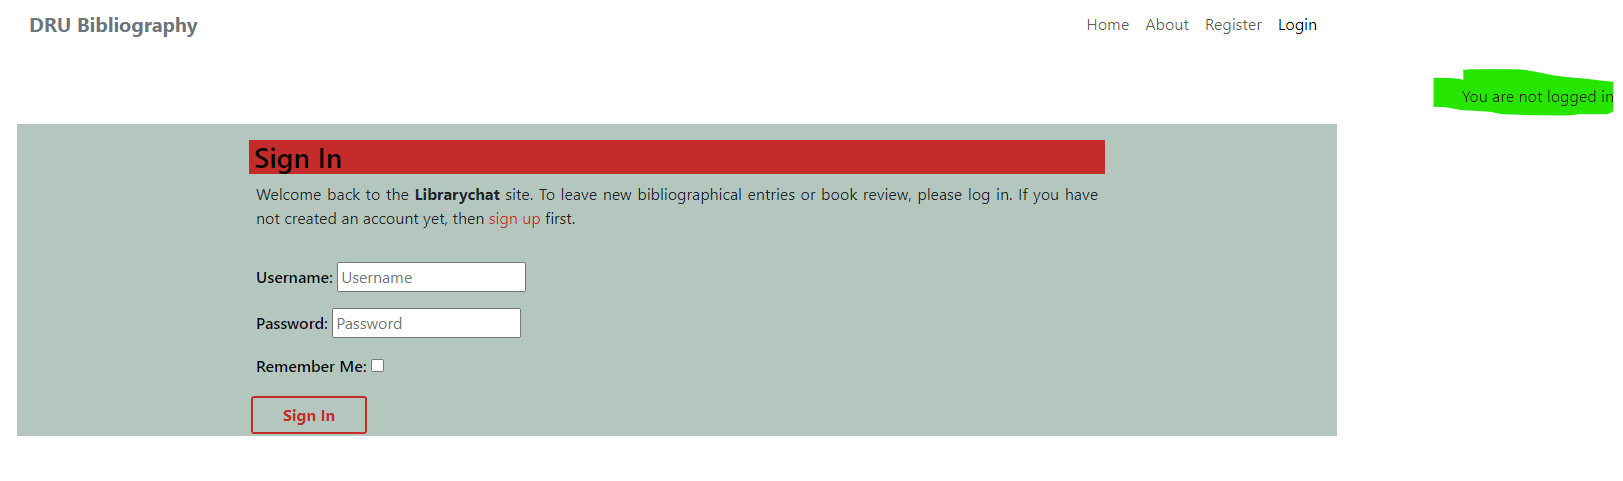 DRU Bibliography
Home About Register Login
You are not logged in
Sign In
Welcome back to the Librarychat site. To leave new bibliographical entries or book review, please log in. If you have
not created an account yet, then sign up first.
Username: Username
Password: Password
Remember Me:
Sign In